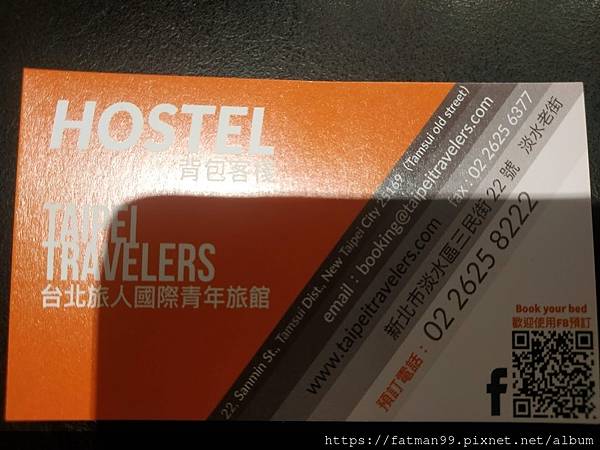 HOSTEL
背包客棧
TAIPEI
TRAVELERS
台北旅人國際青年旅館
22, Sanmin St., Tamsui Dist., New Taipei City 25169 (Tamsui old street)
email : booking@taipeitravelers.com
www.taipeitravelers.com fax : 02 2625 6377
新北市淡水區三民街 22 號 淡水老街
預訂電話 : 02 2625 8222
Book your bed
歡迎使用FB預訂
f
https://fatman99.pixnet.net/album